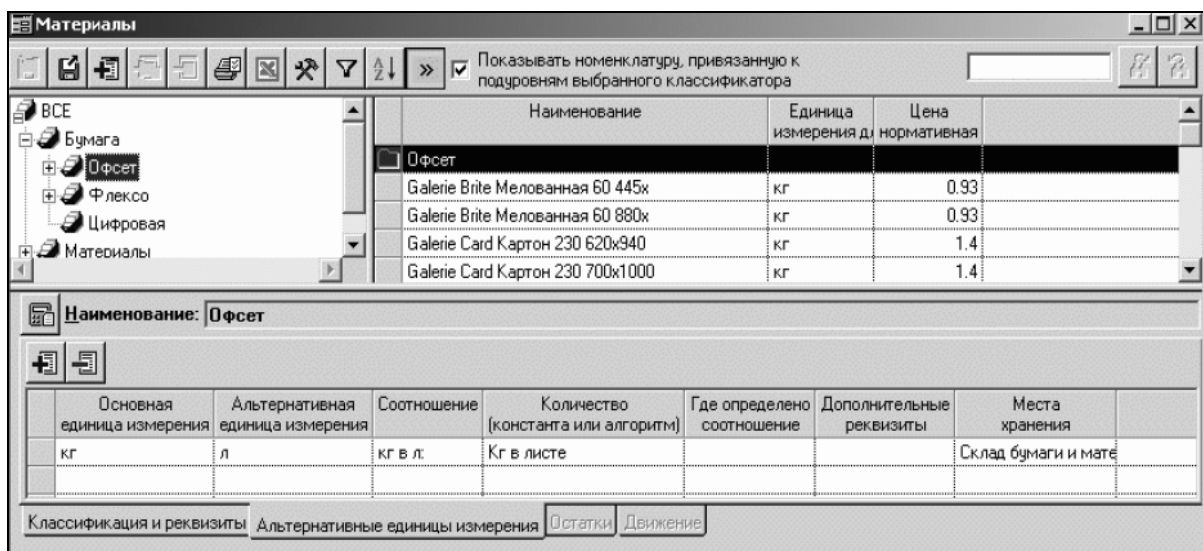 Материалы
Показывать номенклатуру, привязанную к
подуровням выбранного классификатора
ВСЕ
Бумага
Офсет
Флексо
Цифровая
Материалы
Наименование Единица Цена
измерения дл нормативная
Офсет
Galerie Brite Мелованная 60 445x кг 0.93
Galerie Brite Мелованная 60 880x кг 0.93
Galerie Card Картон 230 620x940 кг 1.4
Galerie Card Картон 230 700x1000 кг 1.4
Наименование: Офсет
Основная Альтернативная Соотношение Количество Где определено Дополнительные Места
единица измерения единица измерения (константа или алгоритм) соотношение реквизиты хранения
кг л кг в л: Кг в листе Склад бумаги и мате
Классификация и реквизиты Альтернативные единицы измерения Остатки Движение